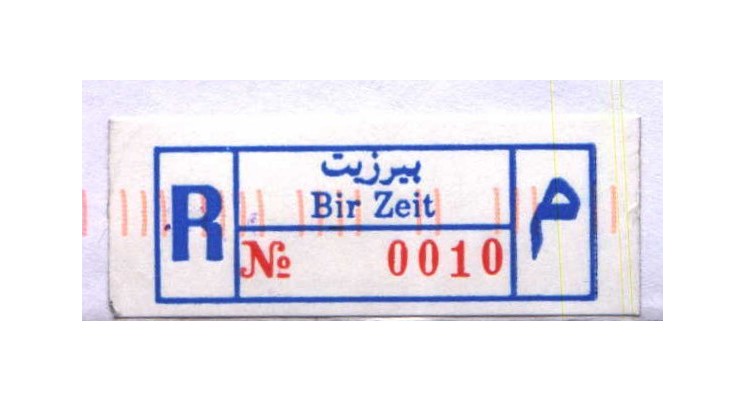 R
بيرزيت
Bir Zeit
№ 0010
م